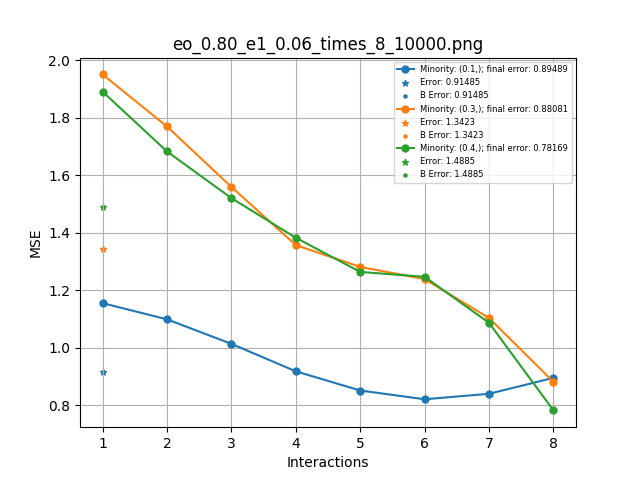 eo_0.80_e1_0.06_times_8_10000.png
2.0
1.8
1.6
1.4
1.2
1.0
0.8
MSE
Minority: (0.1,); final error: 0.89489
Error: 0.91485
B Error: 0.91485
Minority: (0.3,); final error: 0.88081
Error: 1.3423
B Error: 1.3423
Minority: (0.4,); final error: 0.78169
Error: 1.4885
B Error: 1.4885
1 2 3 4 5 6 7 8
Interactions